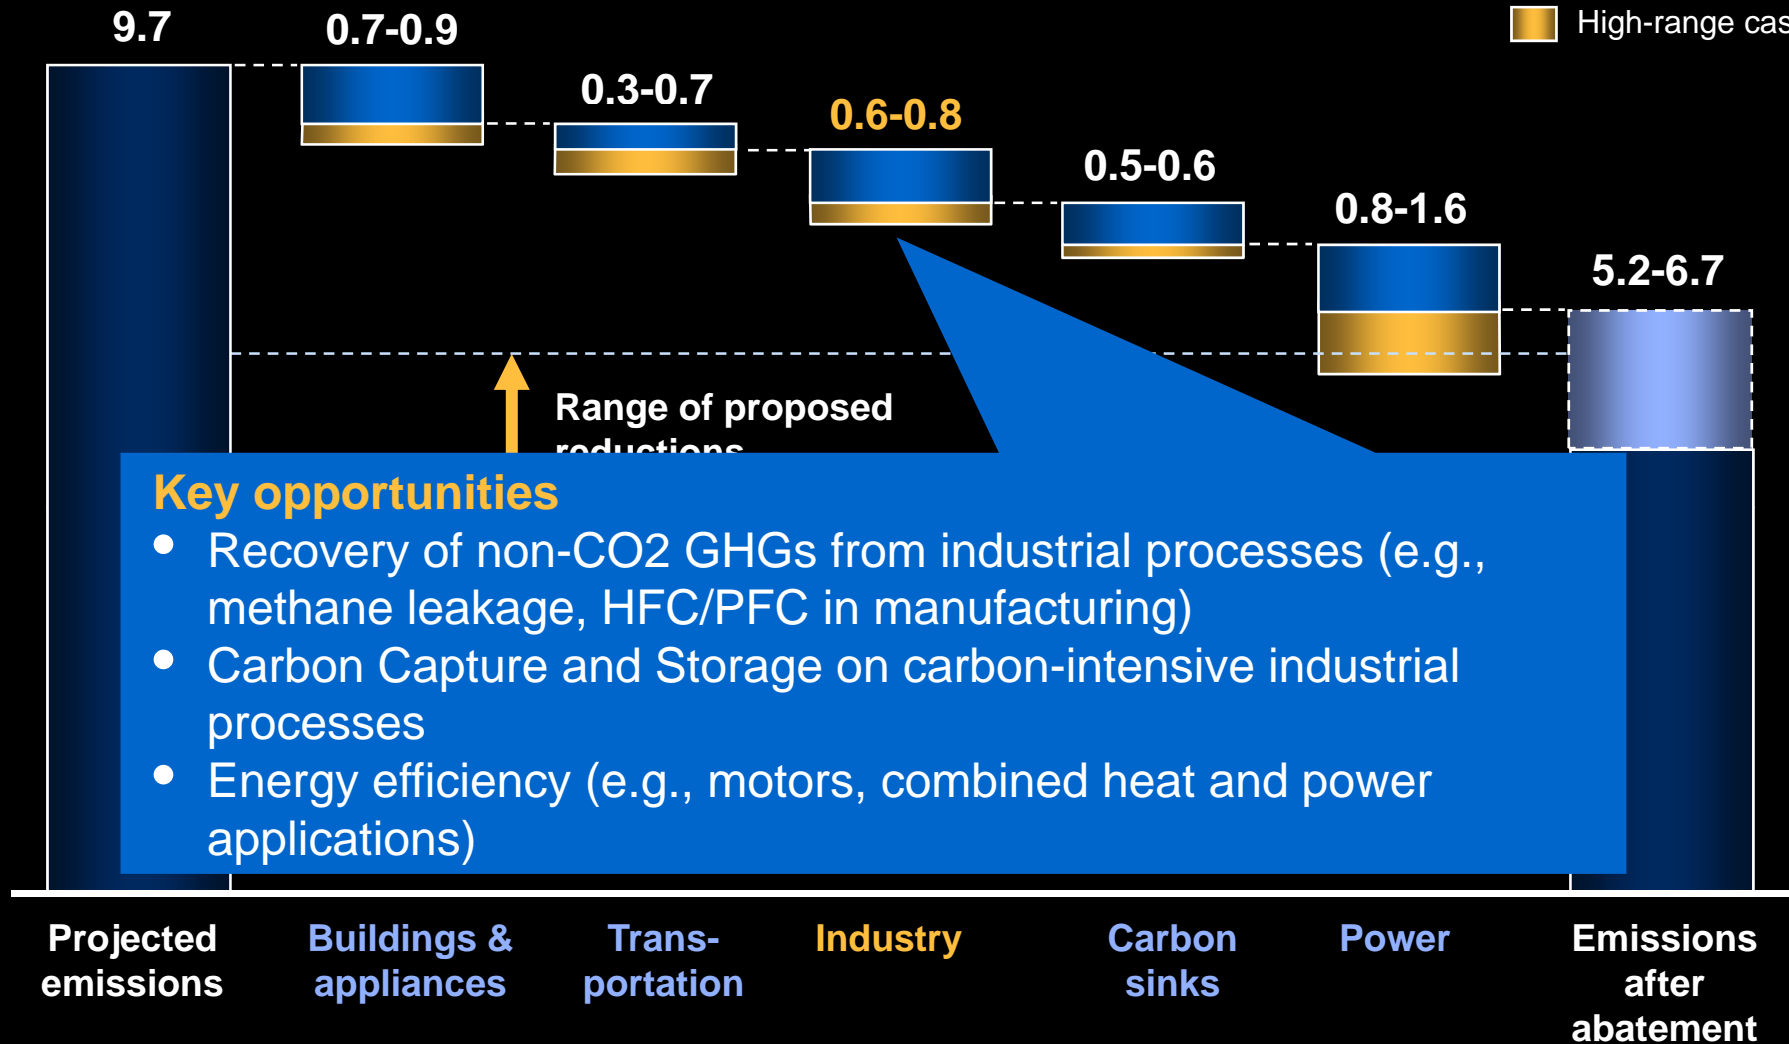 9.7
0.7-0.9
0.3-0.7
0.6-0.8
0.5-0.6
0.8-1.6
5.2-6.7
High-range cas
Range of proposed
reductions
Key opportunities
• Recovery of non-CO2 GHGs from industrial processes (e.g.,
methane leakage, HFC/PFC in manufacturing)
• Carbon Capture and Storage on carbon-intensive industrial
processes
• Energy efficiency (e.g., motors, combined heat and power
applications)
Projected
emissions
Buildings &
appliances
Trans-
portation
Industry
Carbon
sinks
Power
Emissions
after
abatement